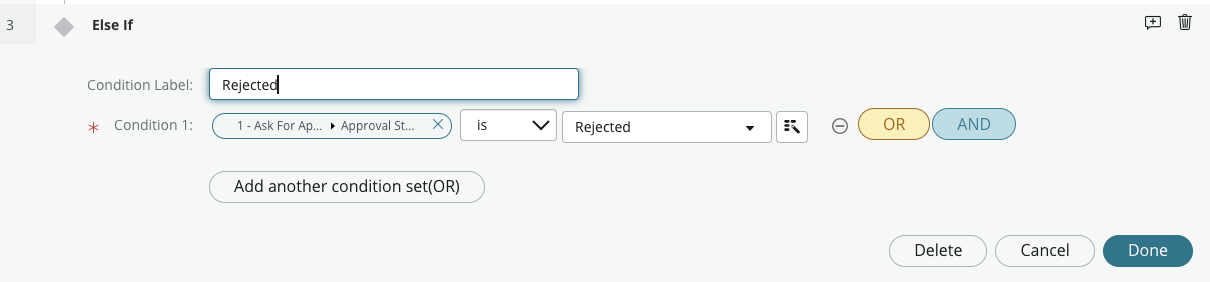 3 Else If
Condition Label: Rejected
* Condition 1: 1 - Ask For Ap... ▸ Approval St... is Rejected OR AND
Add another condition set(OR)
Delete Cancel Done